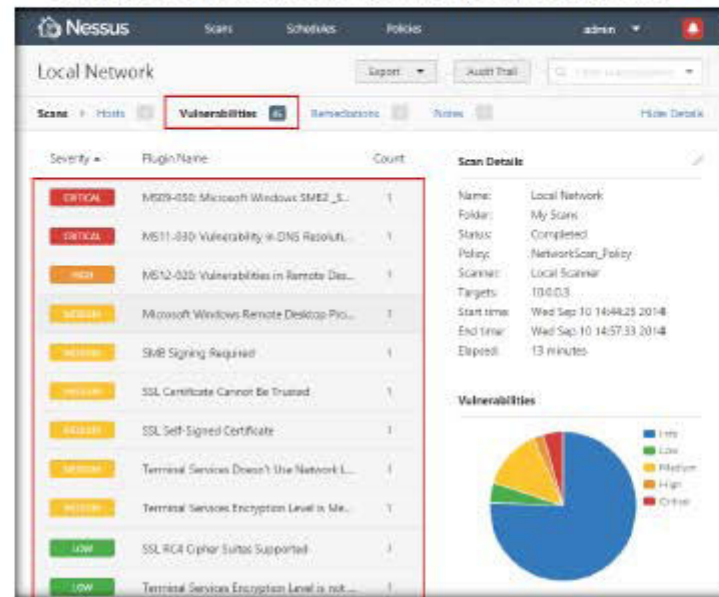 Nessus Scans Schedules Policies admin
Local Network Export Audit Trail
Scans Hosts Vulnerabilities Remediations Notes Hide Details
Severity Plugin Name Count
CRITICAL MS09-050: Microsoft Windows SMB2 _S... 1
CRITICAL MS11-030: Vulnerability in DNS Resoluti... 1
HIGH MS12-020: Vulnerabilities in Remote Des... 1
MEDIUM Microsoft Windows Remote Desktop Pro... 1
MEDIUM SMB Signing Required 1
MEDIUM SSL Certificate Cannot Be Trusted 1
MEDIUM SSL Self-Signed Certificate 1
MEDIUM Terminal Services Doesn't Use Network L... 1
MEDIUM Terminal Services Encryption Level is Me... 1
LOW SSL RC4 Cipher Suites Supported 1
LOW Terminal Services Encryption Level is not ... 1
Scan Details
Name: Local Network
Folder: My Scans
Status: Completed
Policy: NetworkScan_Policy
Scanner: Local Scanner
Targets: 10.0.0.3
Start time: Wed Sep 10 14:44:25 2014
End time: Wed Sep 10 14:57:33 2014
Elapsed: 13 minutes
Vulnerabilities
Info
Low
Medium
High
Critical